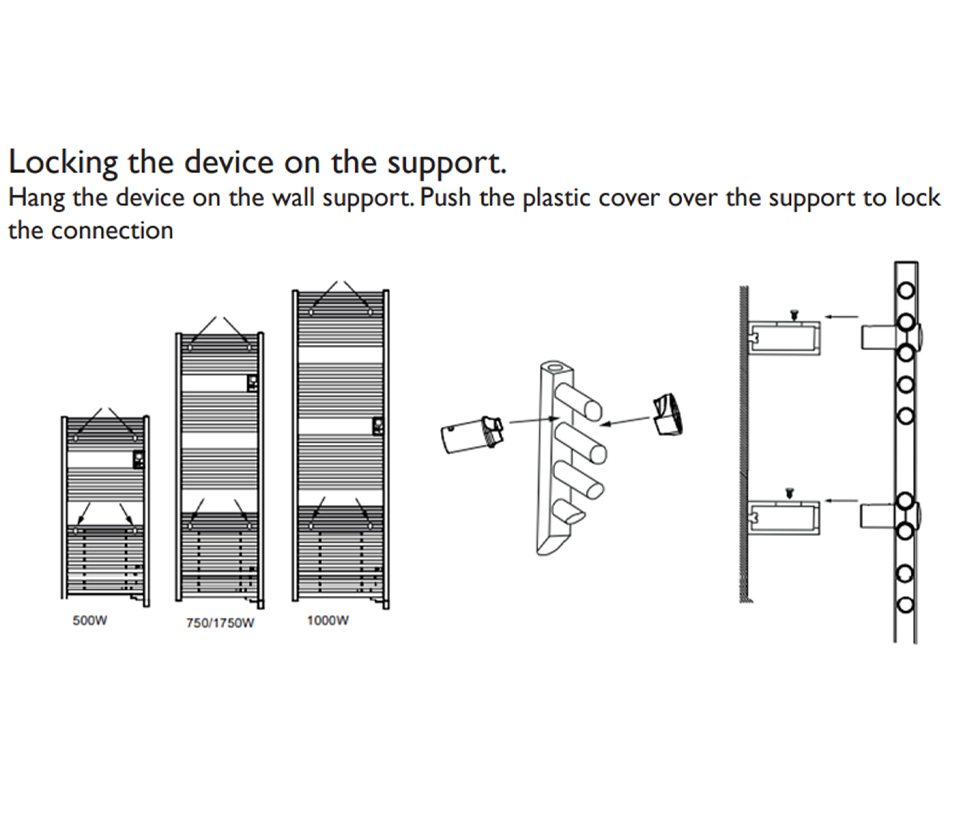 Locking the device on the support.
Hang the device on the wall support. Push the plastic cover over the support to lock
the connection
500W
750/1750W
1000W